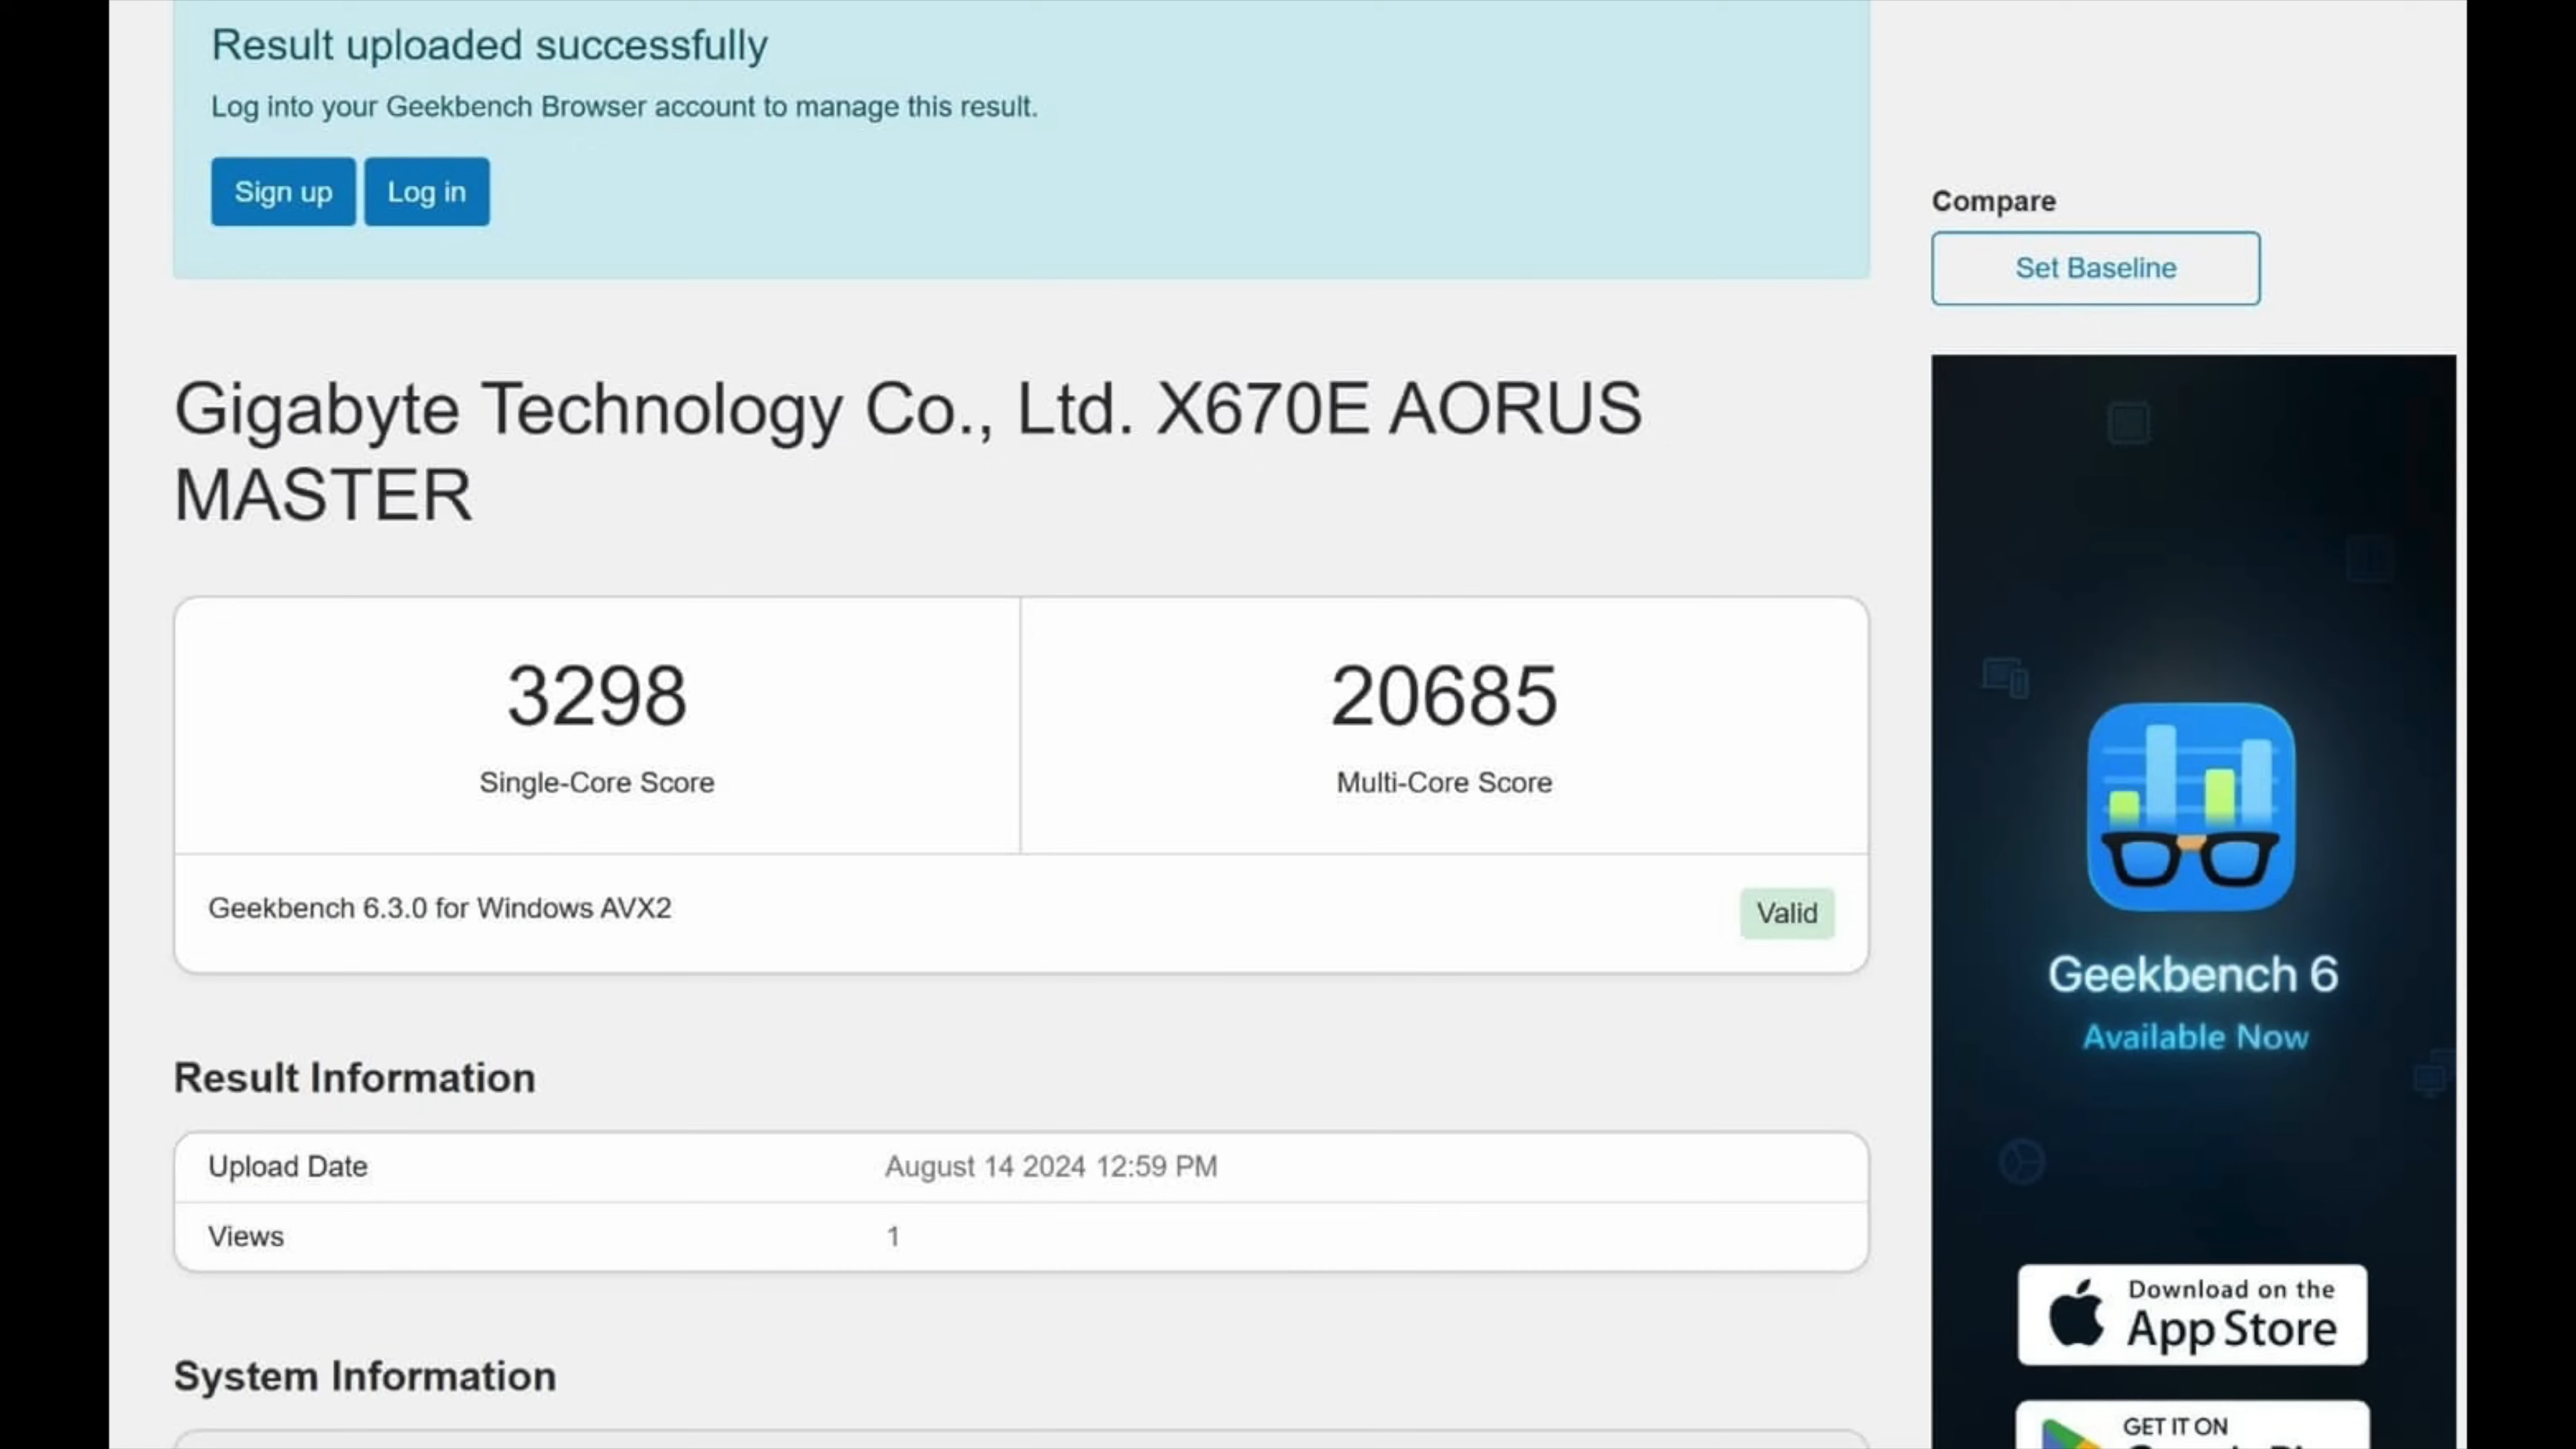 Result uploaded successfully
Log into your Geekbench Browser account to manage this result.
Sign up
Log in
Compare
Set Baseline
Gigabyte Technology Co., Ltd. X670E AORUS
MASTER
3298
Single-Core Score
20685
Multi-Core Score
Geekbench 6.3.0 for Windows AVX2
Valid
Result Information
Upload Date
August 14 2024 12:59 PM
Views
1
System Information
Geekbench 6
Available Now
Download on the
App Store
GET IT ON